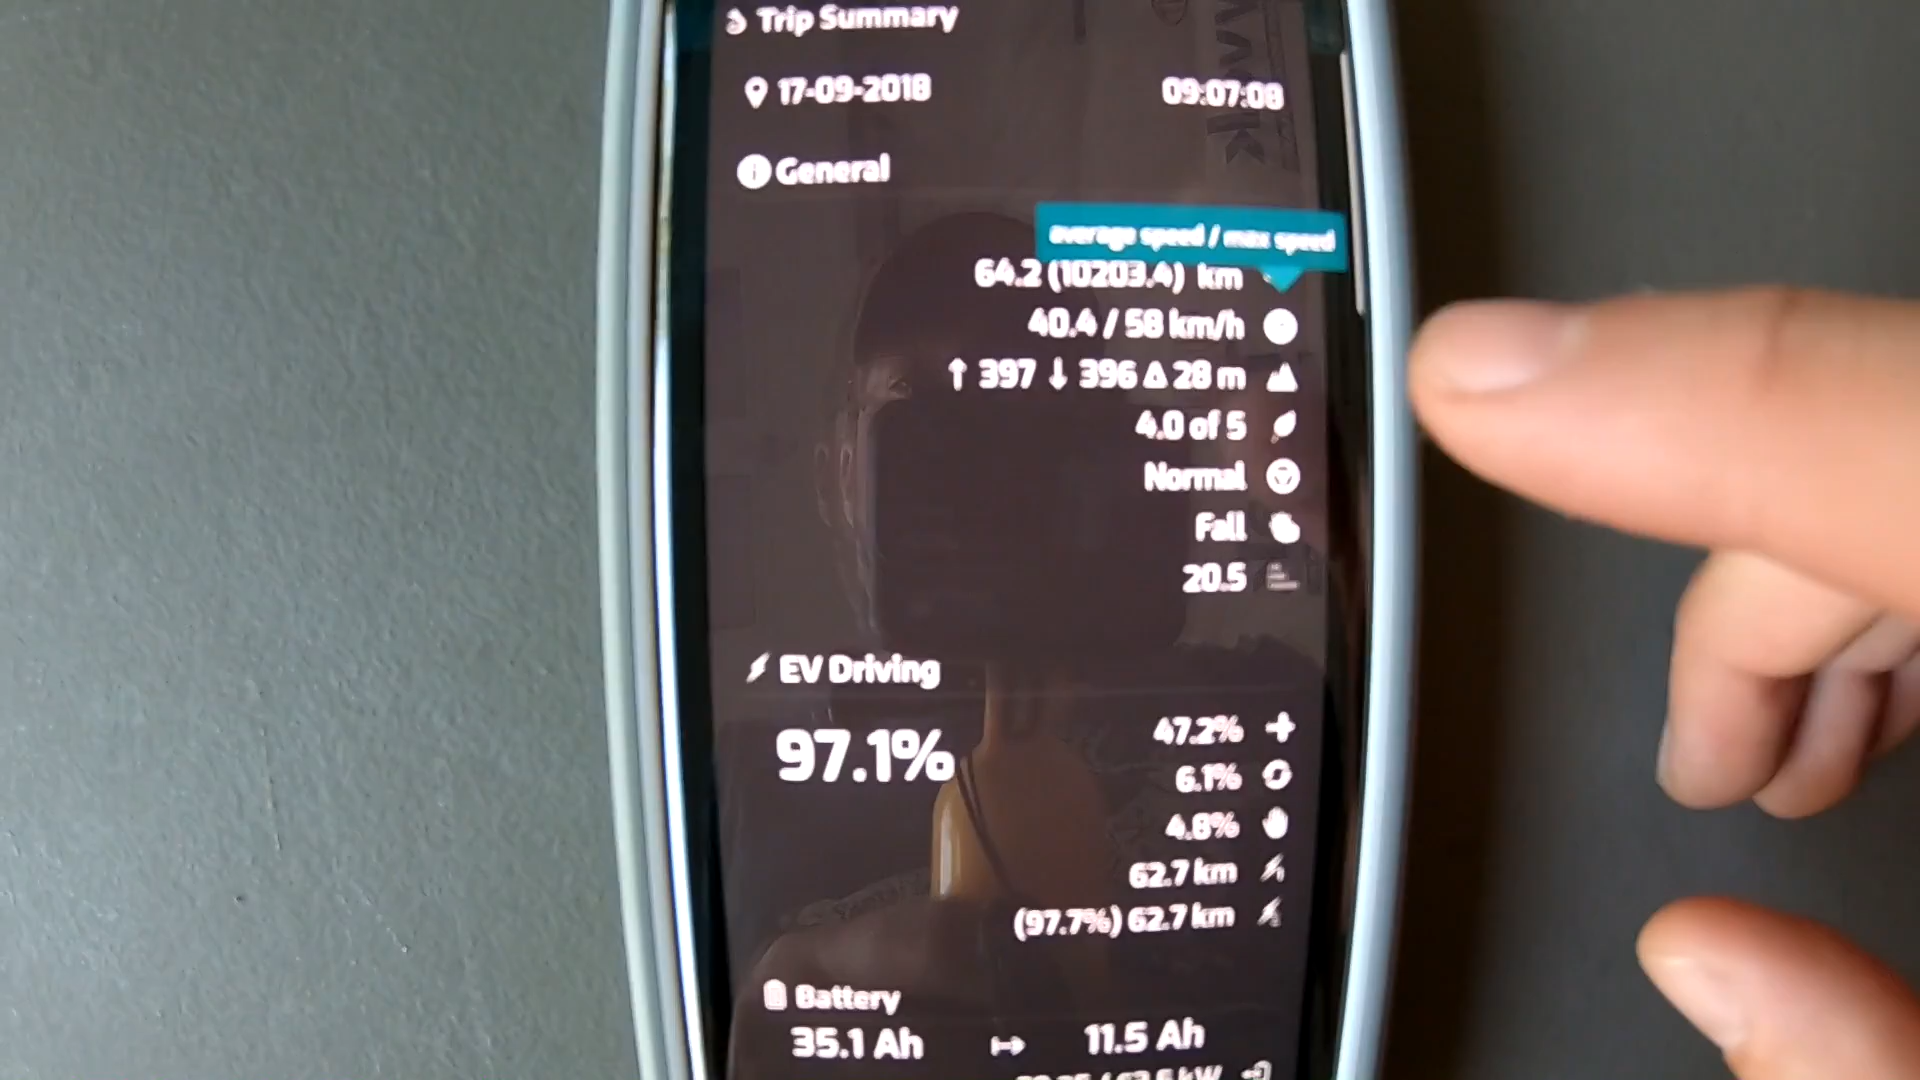 Trip Summary
17-09-2018 09:07:08
General
average speed / max speed
64.2 (10203.4) km
40.4 / 58 km/h
↑ 397 ↓ 396 Δ 28 m
4.0 of 5
Normal
Fall
20.5
EV Driving
97.1%
47.2%
6.1%
4.8%
62.7 km
(97.7%) 62.7 km
Battery
35.1 Ah ↦ 11.5 Ah
kW